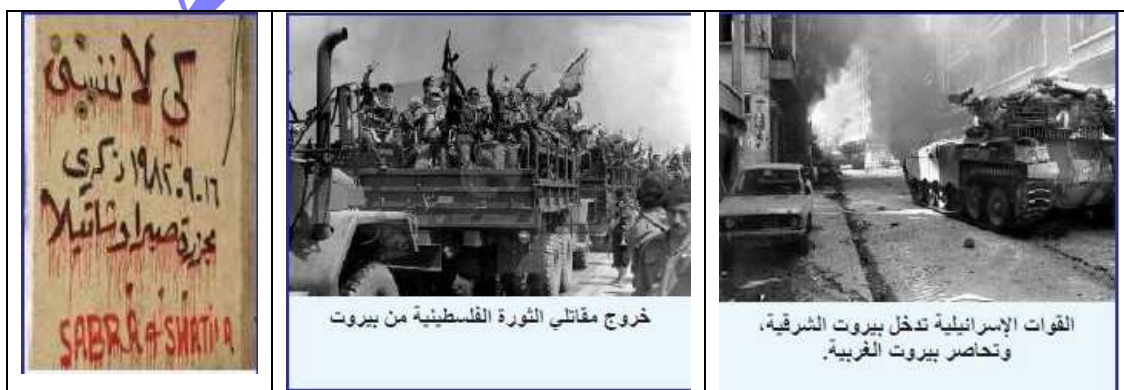 كي لا ننسى
١٩٨٢.٩.١٦ ذكرى
مجزرة صبرا وشاتيلا
SABRA + SHATILA
خروج مقاتلي الثورة الفلسطينية من بيروت
القوات الإسرائيلية تدخل بيروت الشرقية،
وتحاصر بيروت الغربية.